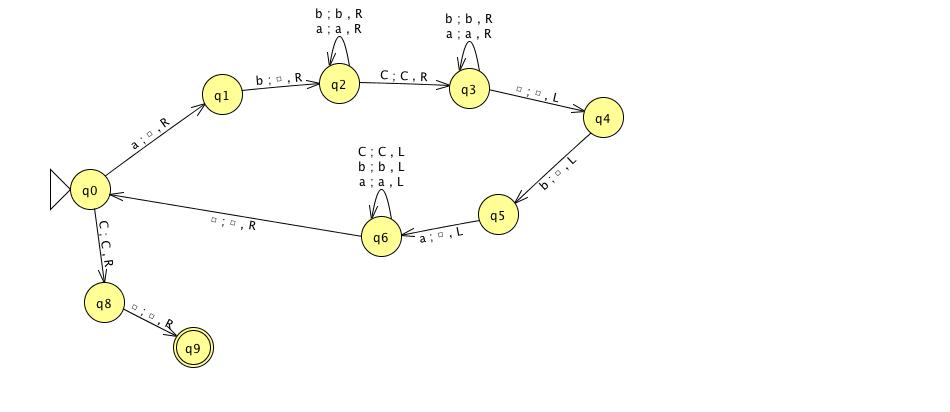 b ; b , R
a ; a , R
b ; b , R
a ; a , R
q1
b ; □ , R
q2
C ; C , R
q3
□ ; □ , L
q4
a ; □ , R
C ; C , L
b ; b , L
a ; a , L
b ; □ , L
q0
□ ; □ , R
q6
a ; □ , L
q5
C ; C , R
q8
□ ; □ , R
q9